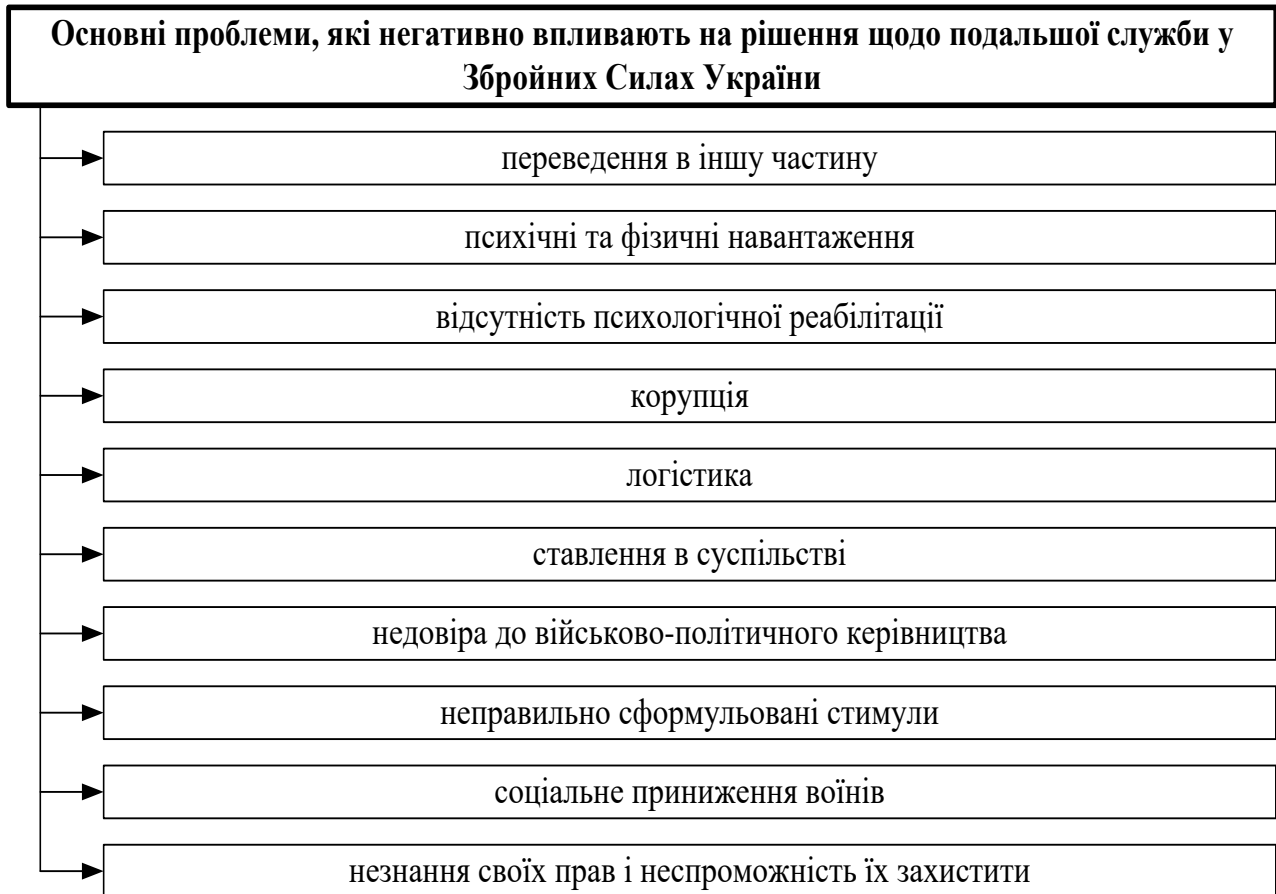 Основні проблеми, які негативно впливають на рішення щодо подальшої служби у
Збройних Силах України
переведення в іншу частину
психічні та фізичні навантаження
відсутність психологічної реабілітації
корупція
логістика
ставлення в суспільстві
недовіра до військово-політичного керівництва
неправильно сформульовані стимули
соціальне приниження воїнів
незнання своїх прав і неспроможність їх захистити